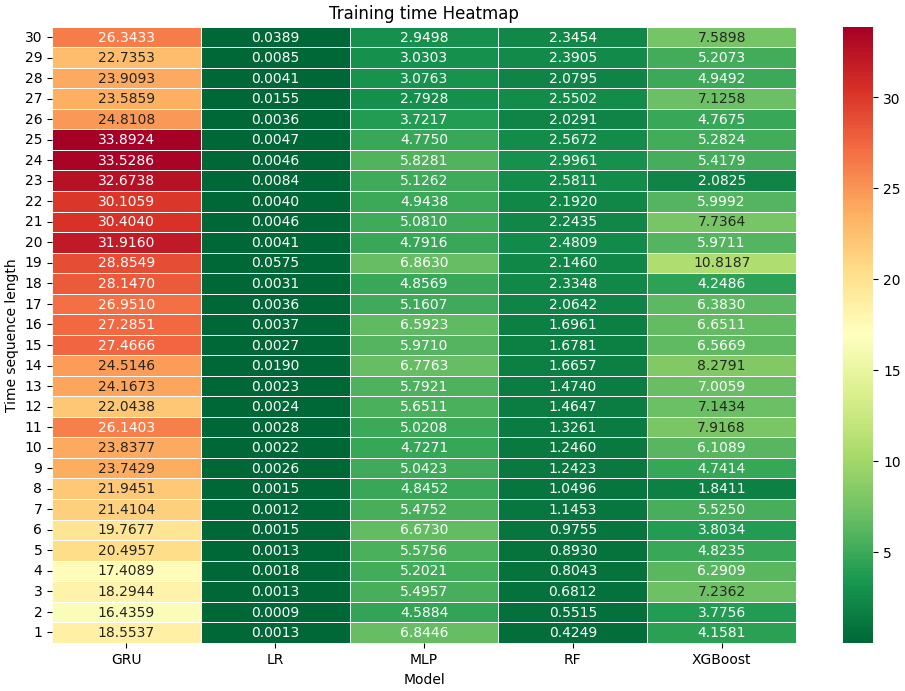 Training time Heatmap
30 26.3433 0.0389 2.9498 2.3454 7.5898
29 22.7353 0.0085 3.0303 2.3905 5.2073
28 23.9093 0.0041 3.0763 2.0795 4.9492
27 23.5859 0.0155 2.7928 2.5502 7.1258
26 24.8108 0.0036 3.7217 2.0291 4.7675
25 33.8924 0.0047 4.7750 2.5672 5.2824
24 33.5286 0.0046 5.8281 2.9961 5.4179
23 32.6738 0.0084 5.1262 2.5811 2.0825
22 30.1059 0.0040 4.9438 2.1920 5.9992
21 30.4040 0.0046 5.0810 2.2435 7.7364
20 31.9160 0.0041 4.7916 2.4809 5.9711
19 28.8549 0.0575 6.8630 2.1460 10.8187
18 28.1470 0.0031 4.8569 2.3348 4.2486
17 26.9510 0.0036 5.1607 2.0642 6.3830
16 27.2851 0.0037 6.5923 1.6961 6.6511
15 27.4666 0.0027 5.9710 1.6781 6.5669
14 24.5146 0.0190 6.7763 1.6657 8.2791
13 24.1673 0.0023 5.7921 1.4740 7.0059
12 22.0438 0.0024 5.6511 1.4647 7.1434
11 26.1403 0.0028 5.0208 1.3261 7.9168
10 23.8377 0.0022 4.7271 1.2460 6.1089
9 23.7429 0.0026 5.0423 1.2423 4.7414
8 21.9451 0.0015 4.8452 1.0496 1.8411
7 21.4104 0.0012 5.4752 1.1453 5.5250
6 19.7677 0.0015 6.6730 0.9755 3.8034
5 20.4957 0.0013 5.5756 0.8930 4.8235
4 17.4089 0.0018 5.2021 0.8043 6.2909
3 18.2944 0.0013 5.4957 0.6812 7.2362
2 16.4359 0.0009 4.5884 0.5515 3.7756
1 18.5537 0.0013 6.8446 0.4249 4.1581
GRU LR MLP RF XGBoost
Model
Time sequence length
30
25
20
15
10
5